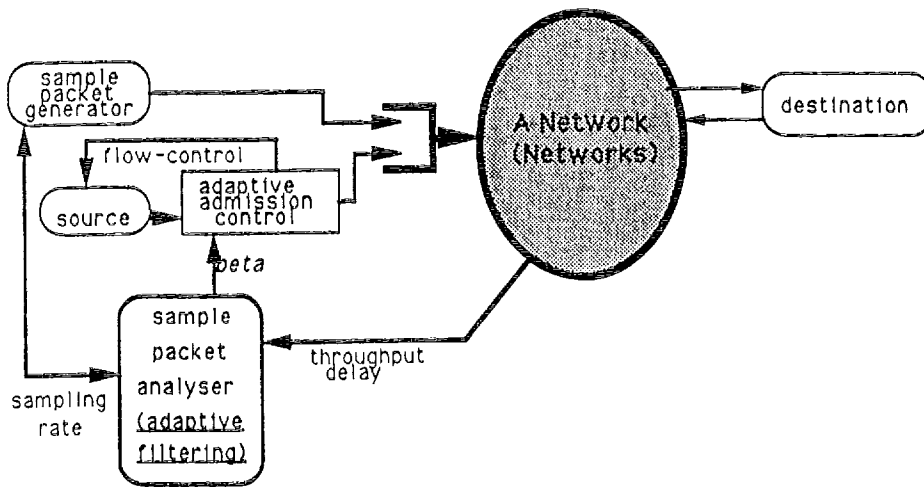 sample
packet
generator
flow-control
source
adaptive
admission
control
A Network
(Networks)
destination
beta
sample
packet
analyser
(adaptive
filtering)
throughput
delay
sampling
rate